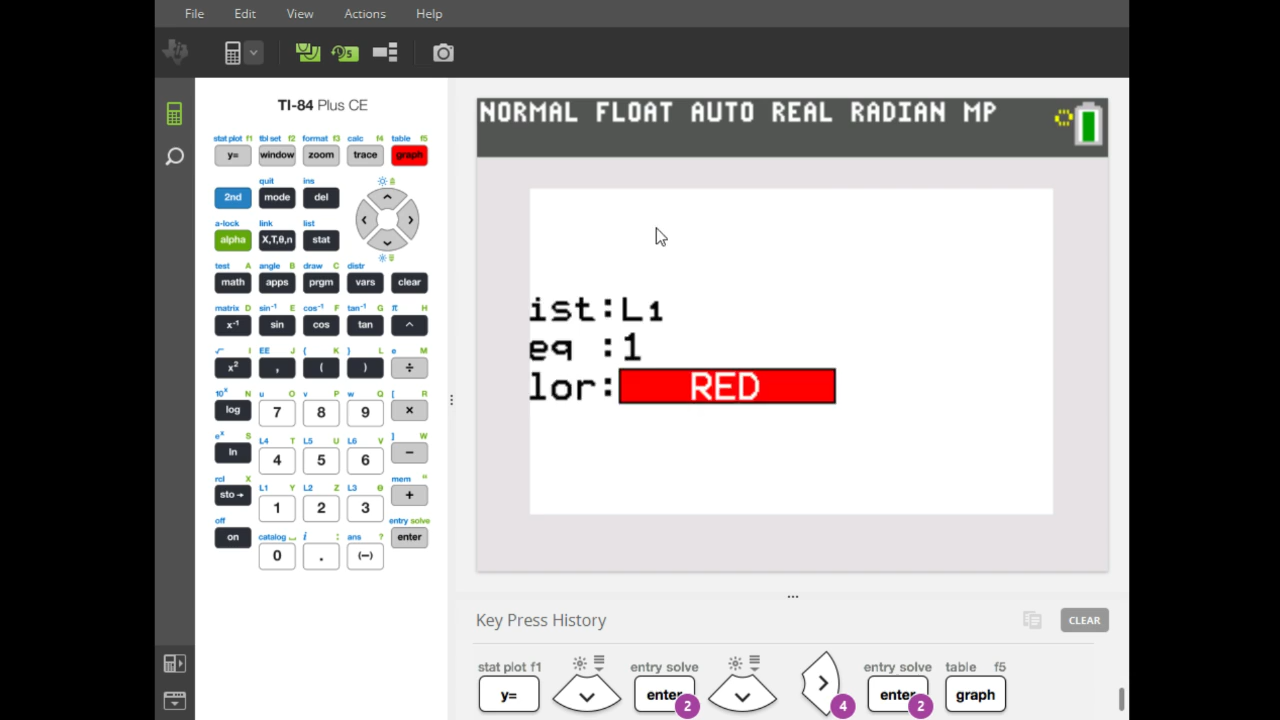 File Edit View Actions Help
TI-84 Plus CE
stat plot f1 tbl set f2 format f3 calc f4 table f5
y= window zoom trace graph
quit ins
2nd mode del
a-lock link list
alpha X,T,θ,n stat
test A angle B draw C distr
math apps prgm vars clear
matrix D sin⁻¹ E cos⁻¹ F tan⁻¹ G π H
x⁻¹ sin cos tan ^
√ I EE J { K } L e M
x² , ( ) ÷
10ˣ N u O v P w Q [ R
log 7 8 9 ×
eˣ S L4 T L5 U L6 V ] W
ln 4 5 6 −
rcl X L1 Y L2 Z L3 θ mem "
sto→ 1 2 3 +
off catalog ⎵ i : ans ? entry solve
on 0 . (−) enter
NORMAL FLOAT AUTO REAL RADIAN MP
ist:L1
eq :1
lor: RED
Key Press History
CLEAR
stat plot f1 entry solve entry solve table f5
y= enter 2 4 enter 2 graph